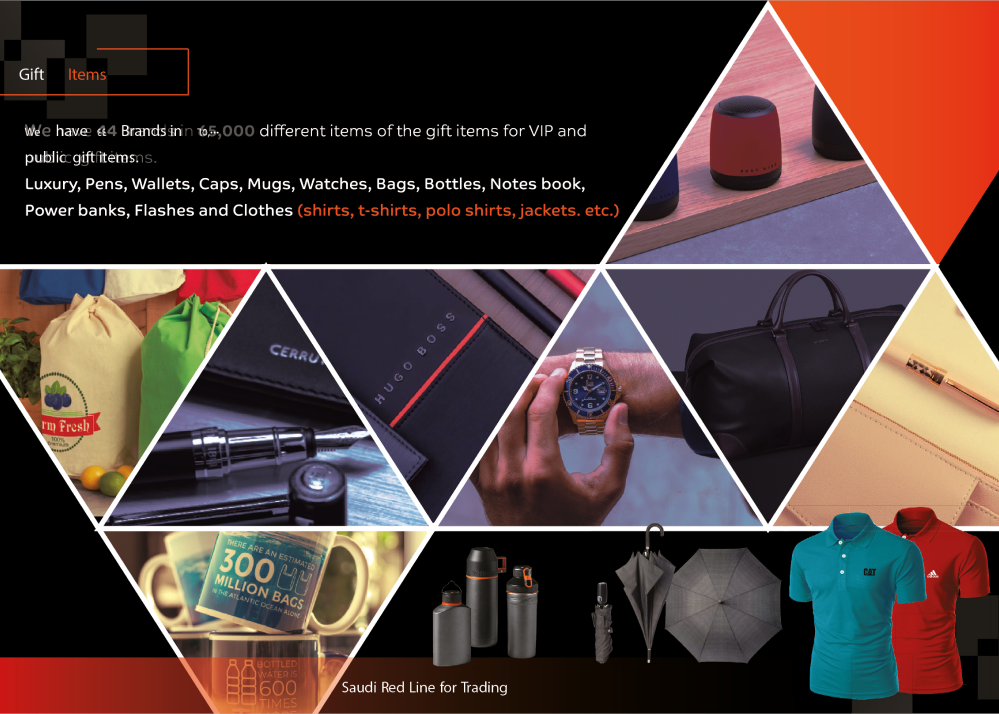 Gift Items
We have 44 Brands in 65,000 different items of the gift items for VIP and
public gift items.
Luxury, Pens, Wallets, Caps, Mugs, Watches, Bags, Bottles, Notes book,
Power banks, Flashes and Clothes (shirts, t-shirts, polo shirts, jackets. etc.)
CERRU
HUGO BOSS
rm Fresh
100%
THERE ARE AN ESTIMATED
300
MILLION BAGS
IN THE ATLANTIC OCEAN ALONE
BOTTLED
WATER IS
600
TIMES
CAT
adidas
Saudi Red Line for Trading